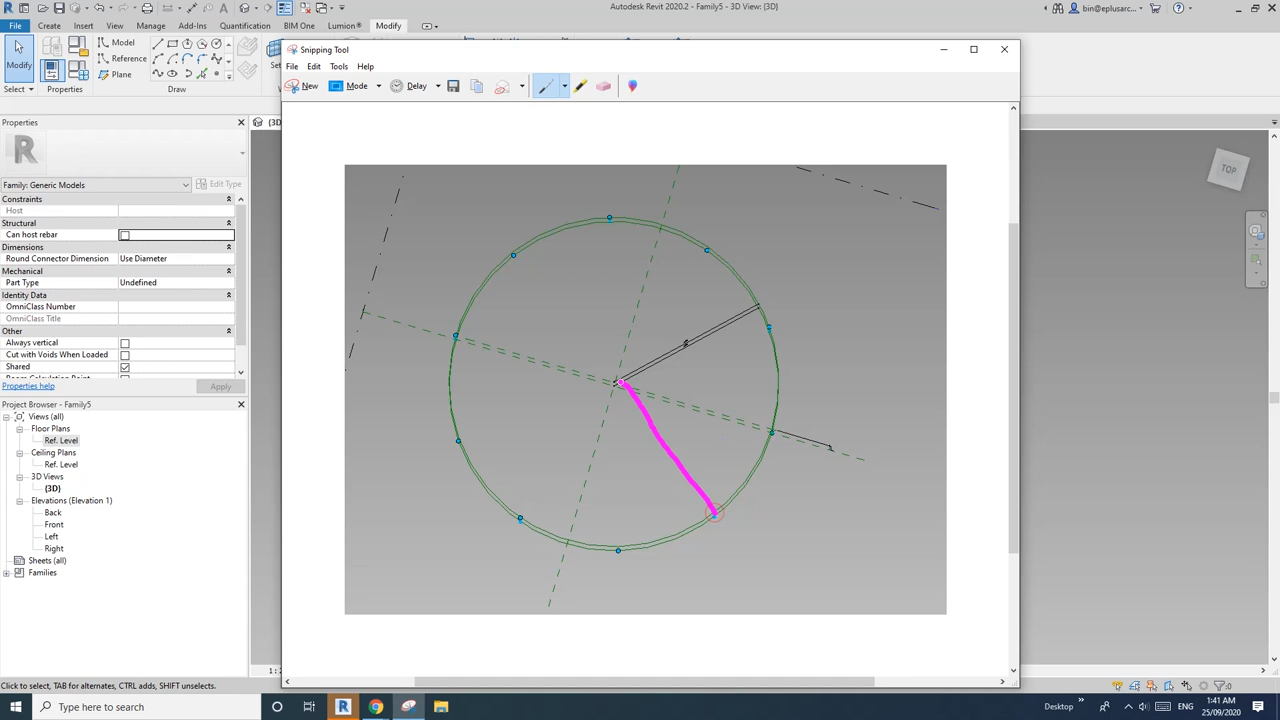 Autodesk Revit 2020.2 - Family5 - 3D View: {3D}
bin@eplusarc...
File Create Insert View Manage Add-Ins Quantification BIM One Lumion® Modify
Modify
Model
Reference
Plane
Select Properties Draw
Snipping Tool
File Edit Tools Help
New Mode Delay
Properties
{3D
Family: Generic Models
Edit Type
Constraints
Host
Structural
Can host rebar
Dimensions
Round Connector Dimension Use Diameter
Mechanical
Part Type Undefined
Identity Data
OmniClass Number
OmniClass Title
Other
Always vertical
Cut with Voids When Loaded
Shared
Properties help
Apply
Project Browser - Family5
Views (all)
Floor Plans
Ref. Level
Ceiling Plans
Ref. Level
3D Views
{3D}
Elevations (Elevation 1)
Back
Front
Left
Right
Sheets (all)
Families
TOP
Click to select, TAB for alternates, CTRL adds, SHIFT unselects.
:0
Type here to search
Desktop
ENG
1:41 AM
25/09/2020